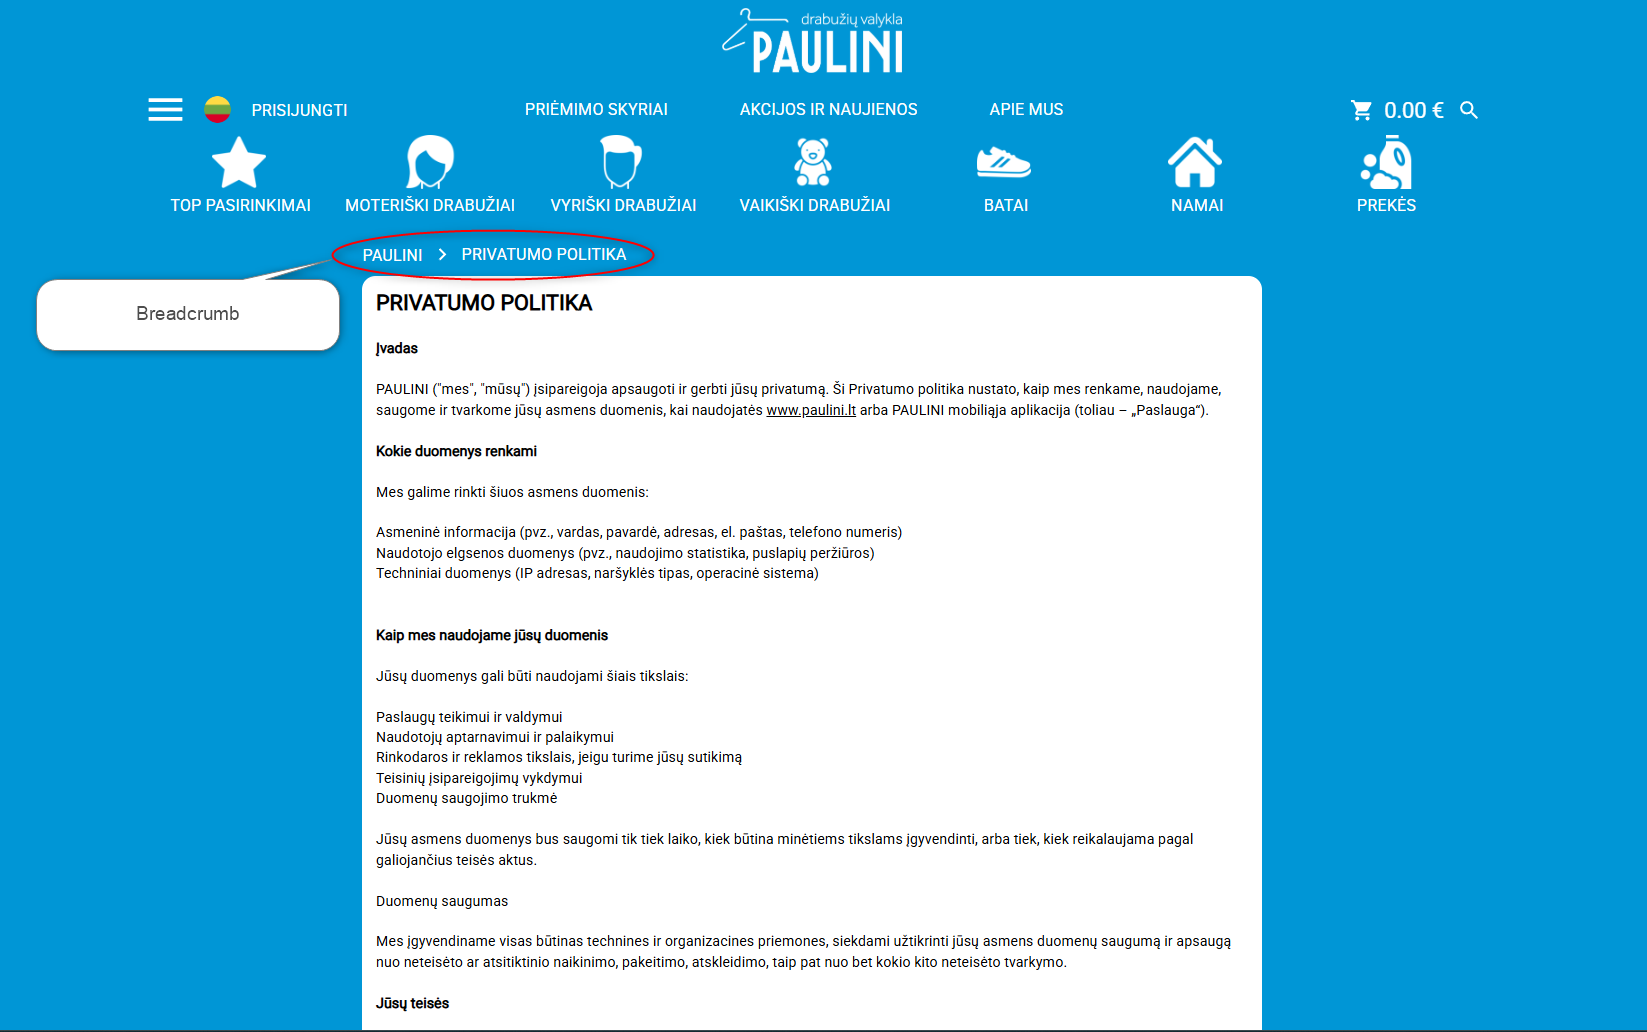 drabužių valykla
PAULINI
PRISIJUNGTI
PRIĖMIMO SKYRIAI
AKCIJOS IR NAUJIENOS
APIE MUS
0.00 €
TOP PASIRINKIMAI
MOTERIŠKI DRABUŽIAI
VYRIŠKI DRABUŽIAI
VAIKIŠKI DRABUŽIAI
BATAI
NAMAI
PREKĖS
PAULINI > PRIVATUMO POLITIKA
Breadcrumb
PRIVATUMO POLITIKA
Įvadas
PAULINI ("mes", "mūsų") įsipareigoja apsaugoti ir gerbti jūsų privatumą. Ši Privatumo politika nustato, kaip mes renkame, naudojame,
saugome ir tvarkome jūsų asmens duomenis, kai naudojatės www.paulini.lt arba PAULINI mobiliąja aplikacija (toliau – „Paslauga“).
Kokie duomenys renkami
Mes galime rinkti šiuos asmens duomenis:
Asmeninė informacija (pvz., vardas, pavardė, adresas, el. paštas, telefono numeris)
Naudotojo elgsenos duomenys (pvz., naudojimo statistika, puslapių peržiūros)
Techniniai duomenys (IP adresas, naršyklės tipas, operacinė sistema)
Kaip mes naudojame jūsų duomenis
Jūsų duomenys gali būti naudojami šiais tikslais:
Paslaugų teikimui ir valdymui
Naudotojų aptarnavimui ir palaikymui
Rinkodaros ir reklamos tikslais, jeigu turime jūsų sutikimą
Teisinių įsipareigojimų vykdymui
Duomenų saugojimo trukmė
Jūsų asmens duomenys bus saugomi tik tiek laiko, kiek būtina minėtiems tikslams įgyvendinti, arba tiek, kiek reikalaujama pagal
galiojančius teisės aktus.
Duomenų saugumas
Mes įgyvendiname visas būtinas technines ir organizacines priemones, siekdami užtikrinti jūsų asmens duomenų saugumą ir apsaugą
nuo neteisėto ar atsitiktinio naikinimo, pakeitimo, atskleidimo, taip pat nuo bet kokio kito neteisėto tvarkymo.
Jūsų teisės